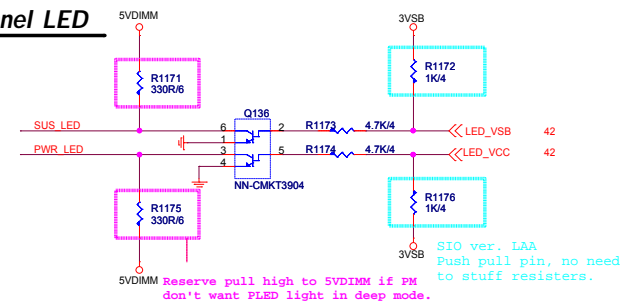 nel LED
5VDIMM
3VSB
R1171
330R/6
R1172
1K/4
Q136
SUS_LED
6
2
R1173
4.7K/4
LED_VSB
42
1
PWR_LED
3
5
R1174
4.7K/4
LED_VCC
42
4
NN-CMKT3904
R1175
330R/6
R1176
1K/4
5VDIMM
3VSB
SIO ver. LAA
Push pull pin, no need
to stuff resisters.
Reserve pull high to 5VDIMM if PM
don't want PLED light in deep mode.